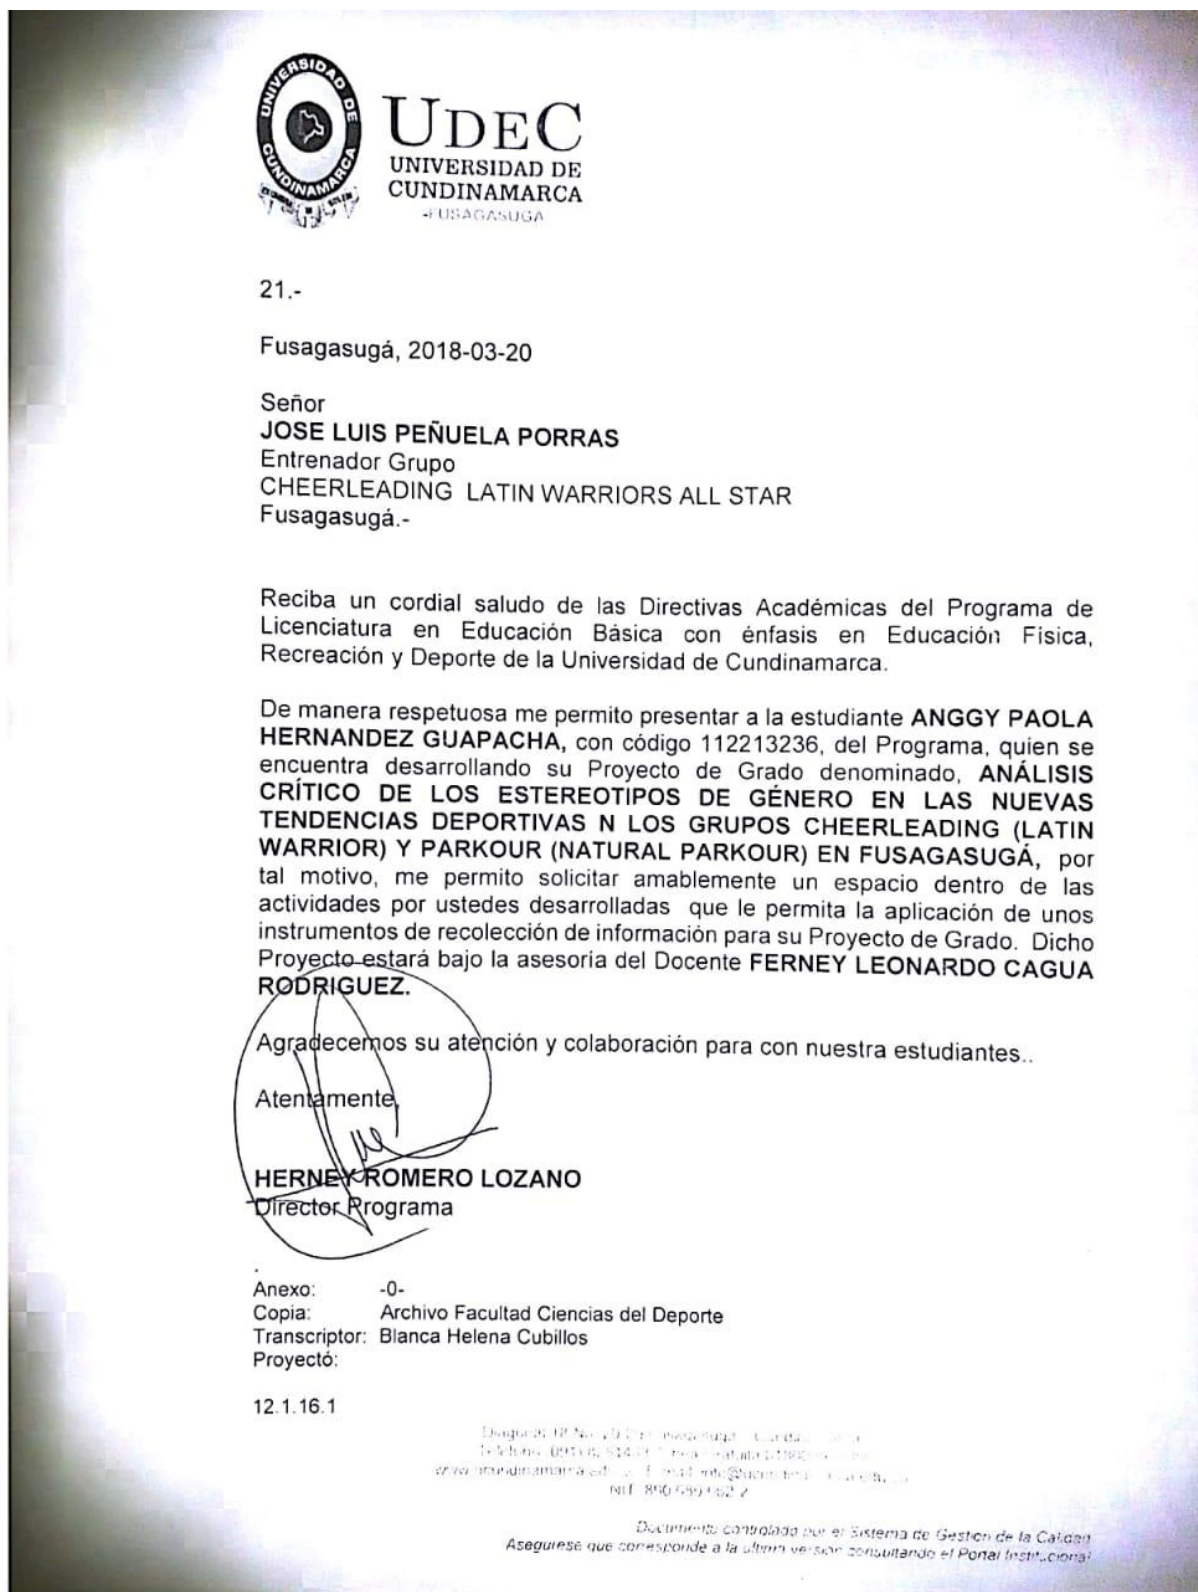 UNIVERSIDAD DE CUNDINAMARCA
UDEC
UNIVERSIDAD DE
CUNDINAMARCA
-FUSAGASUGA
21.-
Fusagasugá, 2018-03-20
Señor
JOSE LUIS PEÑUELA PORRAS
Entrenador Grupo
CHEERLEADING LATIN WARRIORS ALL STAR
Fusagasugá.-
Reciba un cordial saludo de las Directivas Académicas del Programa de
Licenciatura en Educación Básica con énfasis en Educación Física,
Recreación y Deporte de la Universidad de Cundinamarca.
De manera respetuosa me permito presentar a la estudiante ANGGY PAOLA
HERNANDEZ GUAPACHA, con código 112213236, del Programa, quien se
encuentra desarrollando su Proyecto de Grado denominado, ANÁLISIS
CRÍTICO DE LOS ESTEREOTIPOS DE GÉNERO EN LAS NUEVAS
TENDENCIAS DEPORTIVAS N LOS GRUPOS CHEERLEADING (LATIN
WARRIOR) Y PARKOUR (NATURAL PARKOUR) EN FUSAGASUGÁ, por
tal motivo, me permito solicitar amablemente un espacio dentro de las
actividades por ustedes desarrolladas que le permita la aplicación de unos
instrumentos de recolección de información para su Proyecto de Grado. Dicho
Proyecto estará bajo la asesoría del Docente FERNEY LEONARDO CAGUA
RODRIGUEZ.
Agradecemos su atención y colaboración para con nuestra estudiantes..
Atentamente,
HERNEY ROMERO LOZANO
Director Programa
.
Anexo: -0-
Copia: Archivo Facultad Ciencias del Deporte
Transcriptor: Blanca Helena Cubillos
Proyectó:
12.1.16.1
Documento controlado por el Sistema de Gestión de la Calidad
Asegúrese que corresponde a la última versión consultando el Portal Institucional